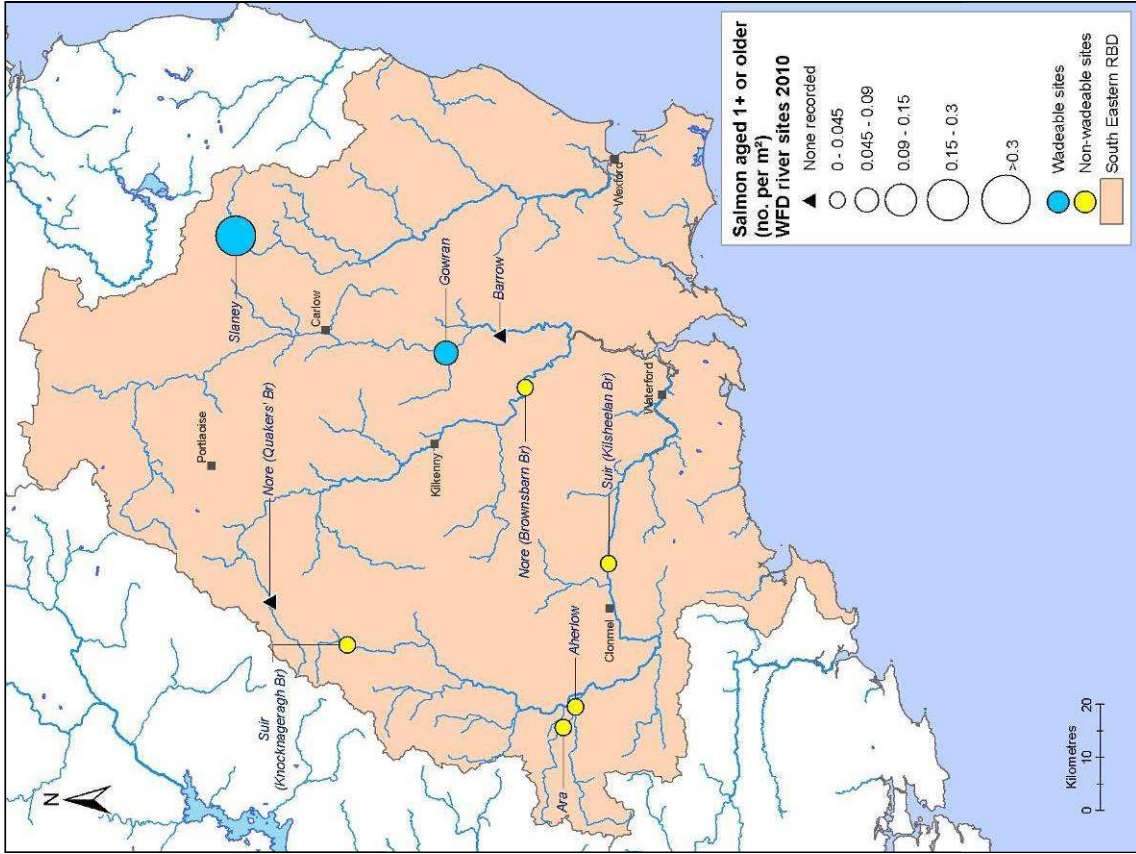 N
Suir
(Knocknageragh Br)
Nore (Quakers' Br)
Portlaoise
Slaney
Carlow
Gowran
Barrow
Kilkenny
Nore (Brownsbarn Br)
Suir (Kilsheelan Br)
Waterford
Wexford
Clonmel
Aherlow
Ara
Kilometres
0
10
20
Salmon aged 1+ or older
(no. per m²)
WFD river sites 2010
None recorded
0 - 0.045
0.045 - 0.09
0.09 - 0.15
0.15 - 0.3
>0.3
Wadeable sites
Non-wadeable sites
South Eastern RBD